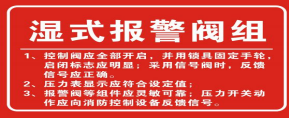 湿式报警阀组
1、控制阀应全部开启，并用锁具固定手轮，
启闭标志应明显；采用信号阀时，反馈
信号应正确。
2、压力表显示应符合设定值；
3、报警阀等组件应灵敏可靠；压力开关动
作应向消防控制设备反馈信号。